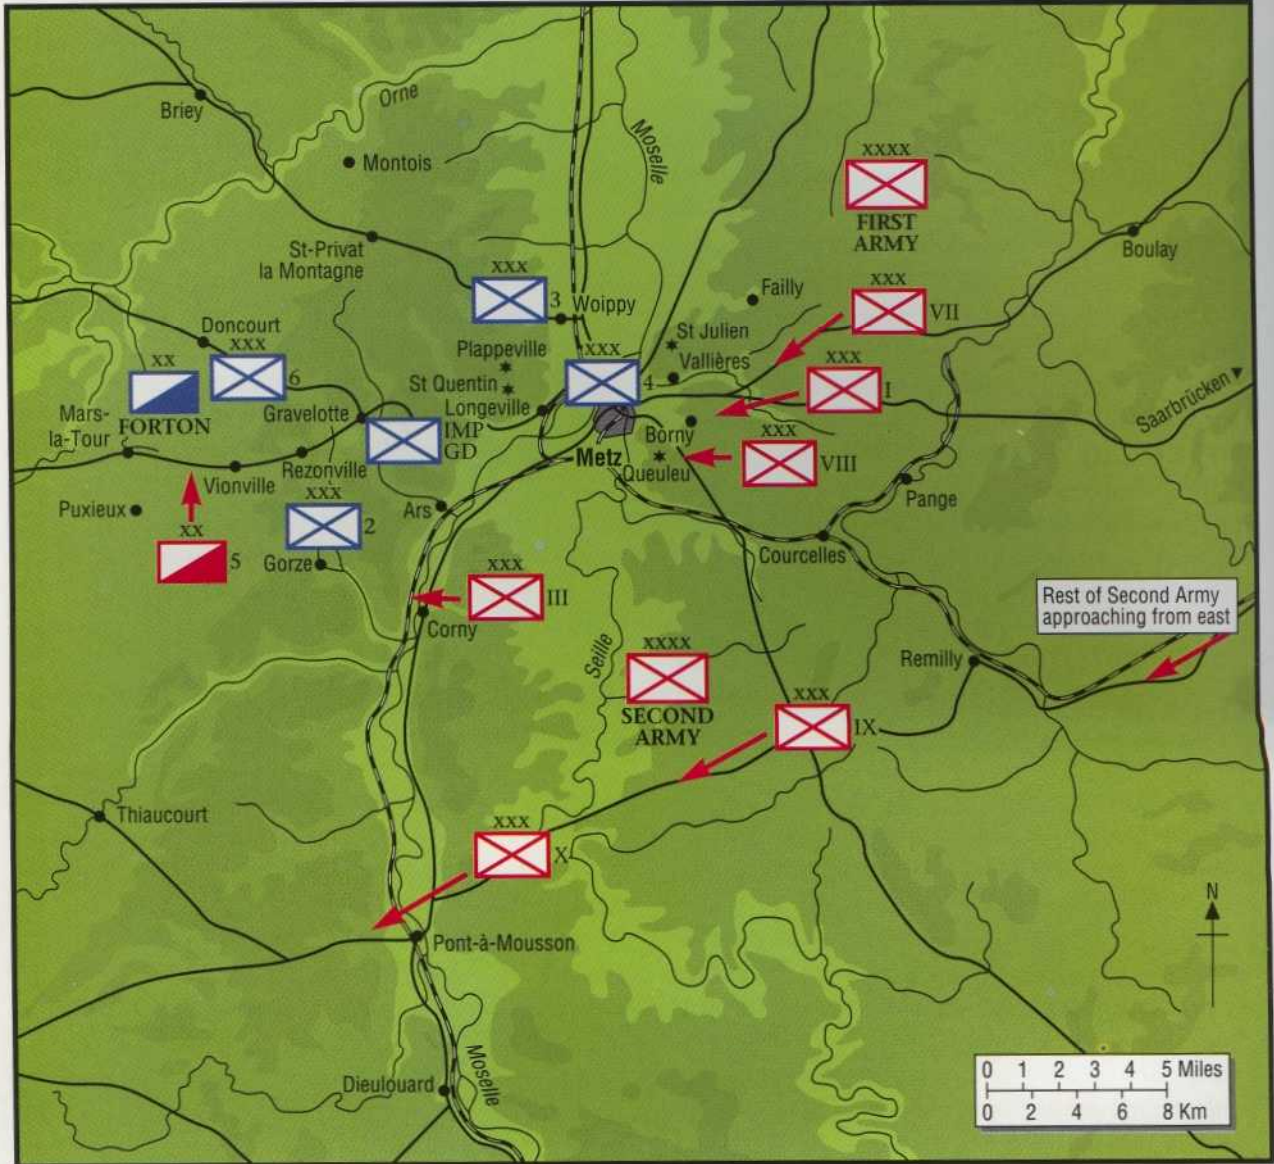 Briey
Orne
Montois
Moselle
XXXX
FIRST
ARMY
Boulay
St-Privat
la Montagne
XXX
3
Woippy
Failly
XXX
VII
Doncourt
XXX
6
XX
FORTON
Plappeville
St Quentin
Longeville
XXX
4
St Julien
Vallières
XXX
I
Saarbrücken
Mars-
la-Tour
Gravelotte
IMP
GD
Borny
Metz
Queuleu
XXX
VIII
Rezonville
Vionville
Puxieux
XXX
2
Ars
Pange
XX
5
Gorze
Courcelles
XXX
III
Corny
Rest of Second Army
approaching from east
Seille
XXXX
SECOND
ARMY
Remilly
XXX
IX
Thiaucourt
XXX
X
N
Pont-à-Mousson
Dieulouard
Moselle
0 1 2 3 4 5 Miles
0 2 4 6 8 Km